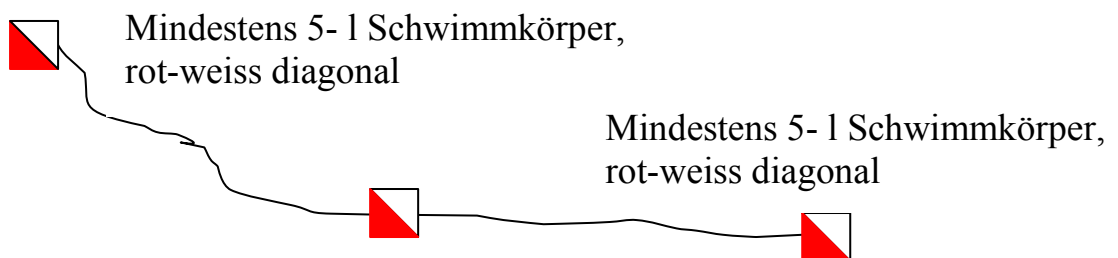 Mindestens 5- l Schwimmkörper,
rot-weiss diagonal
Mindestens 5- l Schwimmkörper,
rot-weiss diagonal